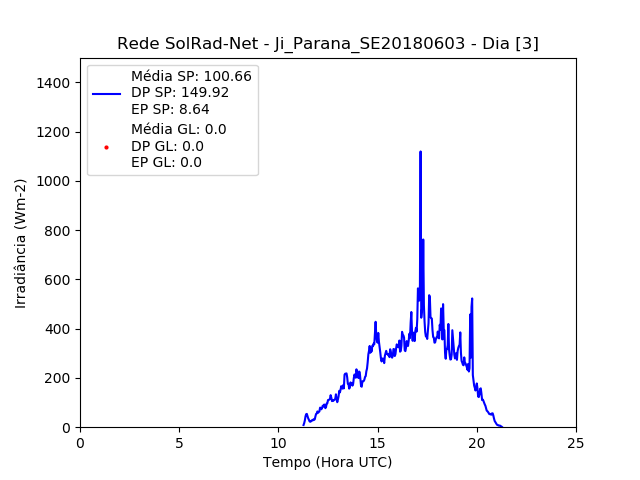 Rede SolRad-Net - Ji_Parana_SE20180603 - Dia [3]
Média SP: 100.66
DP SP: 149.92
EP SP: 8.64
Média GL: 0.0
DP GL: 0.0
EP GL: 0.0
Irradiância (Wm-2)
1400
1200
1000
800
600
400
200
0
0 5 10 15 20 25
Tempo (Hora UTC)